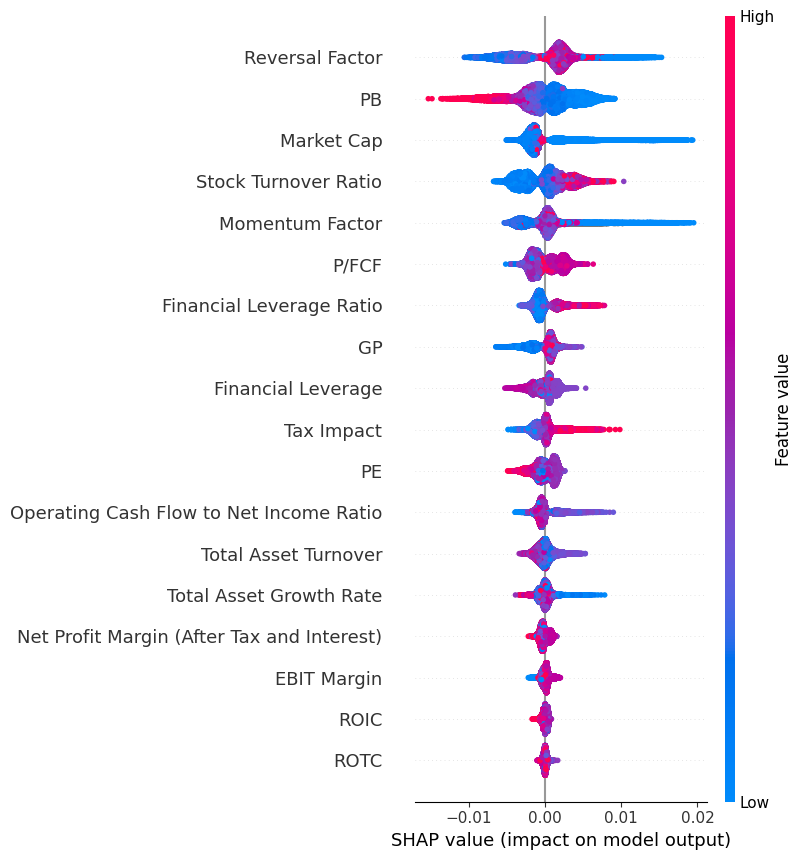 High
Reversal Factor
PB
Market Cap
Stock Turnover Ratio
Momentum Factor
P/FCF
Financial Leverage Ratio
GP
Financial Leverage
Tax Impact
PE
Operating Cash Flow to Net Income Ratio
Total Asset Turnover
Total Asset Growth Rate
Net Profit Margin (After Tax and Interest)
EBIT Margin
ROIC
ROTC
Feature value
Low
−0.01 0.00 0.01 0.02
SHAP value (impact on model output)